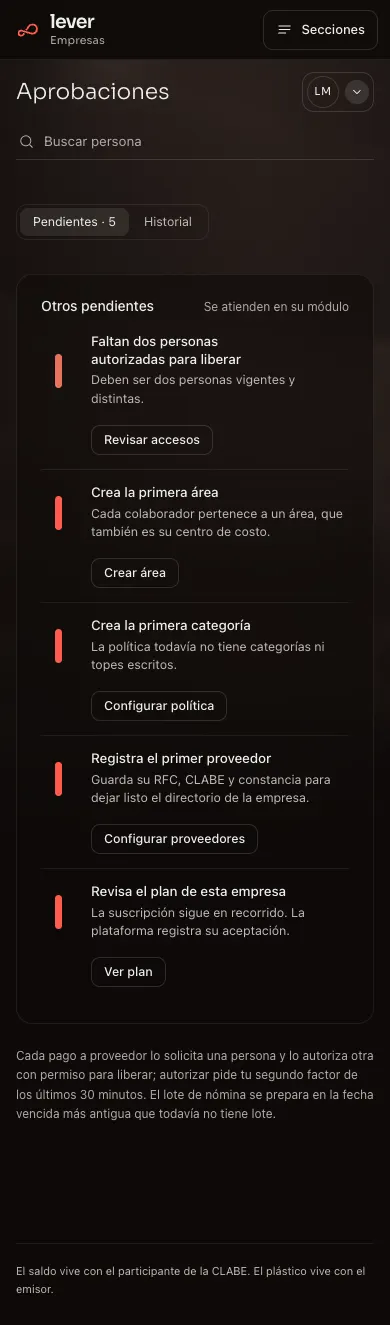 lever
Empresas
Secciones
Aprobaciones
LM
Buscar persona
Pendientes · 5
Historial
Otros pendientes
Se atienden en su módulo
Faltan dos personas
autorizadas para liberar
Deben ser dos personas vigentes y
distintas.
Revisar accesos
Crea la primera área
Cada colaborador pertenece a un área, que
también es su centro de costo.
Crear área
Crea la primera categoría
La política todavía no tiene categorías ni
topes escritos.
Configurar política
Registra el primer proveedor
Guarda su RFC, CLABE y constancia para
dejar listo el directorio de la empresa.
Configurar proveedores
Revisa el plan de esta empresa
La suscripción sigue en recorrido. La
plataforma registra su aceptación.
Ver plan
Cada pago a proveedor lo solicita una persona y lo autoriza otra
con permiso para liberar; autorizar pide tu segundo factor de
los últimos 30 minutos. El lote de nómina se prepara en la fecha
vencida más antigua que todavía no tiene lote.
El saldo vive con el participante de la CLABE. El plástico vive con el
emisor.